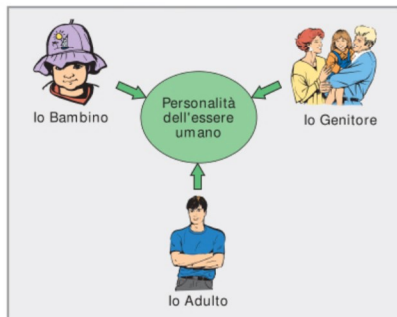 Personalità
dell'essere
umano
Io Bambino
Io Genitore
Io Adulto